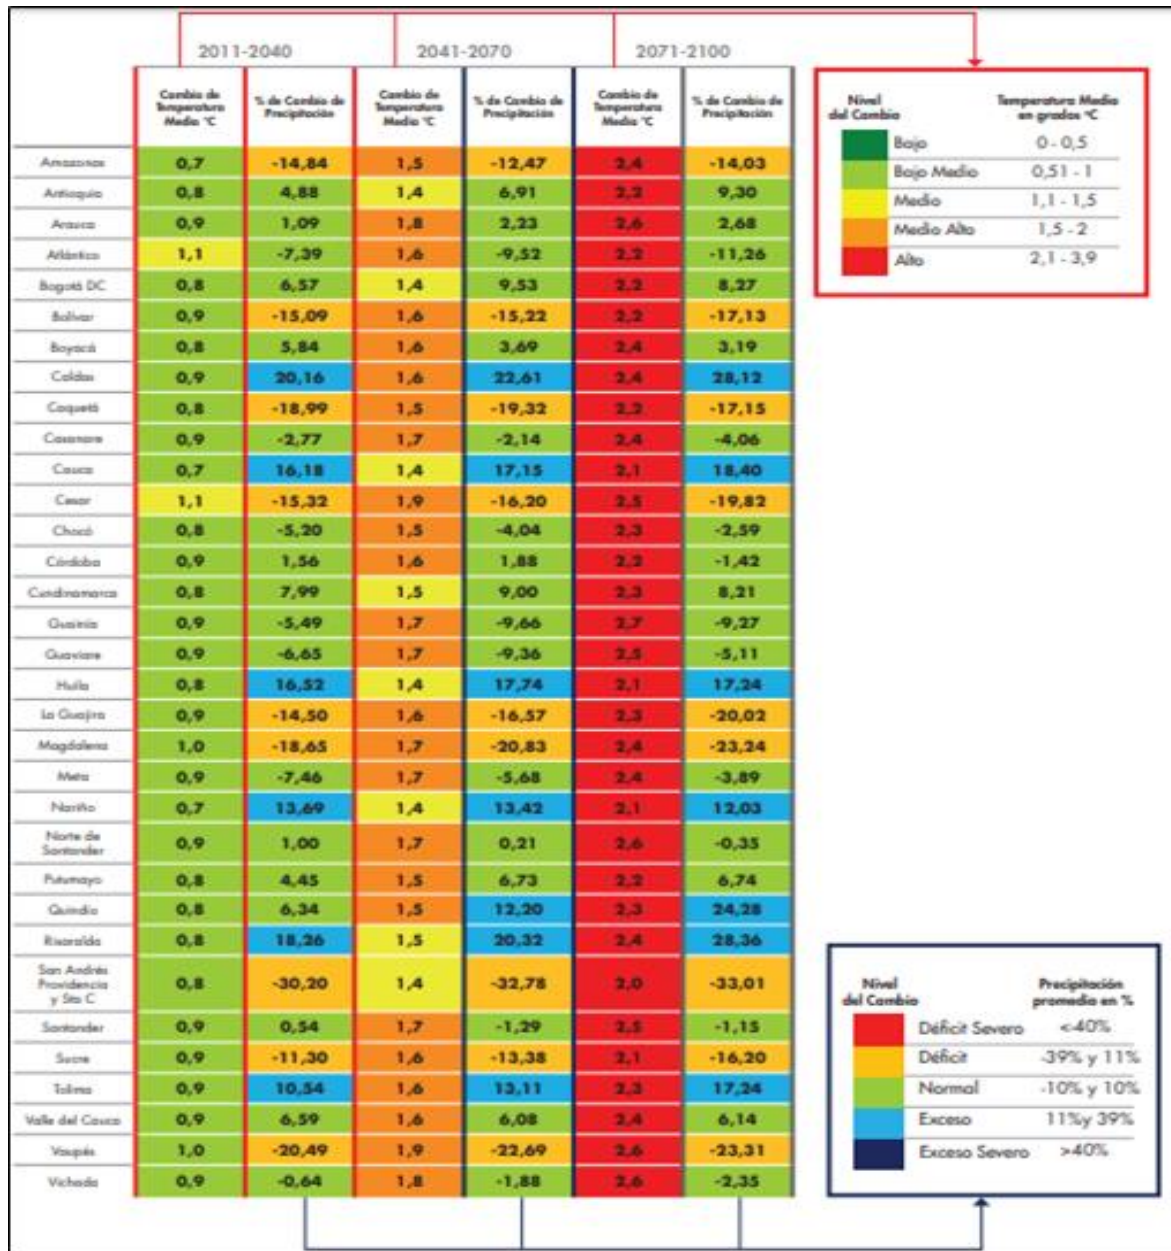 2011-2040 2041-2070 2071-2100
Cambio de Temperatura Media °C % de Cambio de Precipitación Cambio de Temperatura Media °C % de Cambio de Precipitación Cambio de Temperatura Media °C % de Cambio de Precipitación
Amazonas 0,7 -14,84 1,5 -12,47 2,4 -14,03
Antioquia 0,8 4,88 1,4 6,91 2,2 9,30
Arauca 0,9 1,09 1,8 2,23 2,6 2,68
Atlántico 1,1 -7,39 1,6 -9,52 2,2 -11,26
Bogotá DC 0,8 6,57 1,4 9,53 2,2 8,27
Bolívar 0,9 -15,09 1,6 -15,22 2,2 -17,13
Boyacá 0,8 5,84 1,6 3,69 2,4 3,19
Caldas 0,9 20,16 1,6 22,61 2,4 28,12
Caquetá 0,8 -18,99 1,5 -19,32 2,2 -17,15
Casanare 0,9 -2,77 1,7 -2,14 2,4 -4,06
Cauca 0,7 16,18 1,4 17,15 2,1 18,40
Cesar 1,1 -15,32 1,9 -16,20 2,5 -19,82
Chocó 0,8 -5,20 1,5 -4,04 2,3 -2,59
Córdoba 0,9 1,56 1,6 1,88 2,2 -1,42
Cundinamarca 0,8 7,99 1,5 9,00 2,3 8,21
Guainía 0,9 -5,49 1,7 -9,66 2,7 -9,27
Guaviare 0,9 -6,65 1,7 -9,36 2,5 -5,11
Huila 0,8 16,52 1,4 17,74 2,1 17,24
La Guajira 0,9 -14,50 1,6 -16,57 2,3 -20,02
Magdalena 1,0 -18,65 1,7 -20,83 2,4 -23,24
Meta 0,9 -7,46 1,7 -5,68 2,4 -3,89
Nariño 0,7 13,69 1,4 13,42 2,1 12,03
Norte de Santander 0,9 1,00 1,7 0,21 2,6 -0,35
Putumayo 0,8 4,45 1,5 6,73 2,2 6,74
Quindío 0,8 6,34 1,5 12,20 2,3 24,28
Risaralda 0,8 18,26 1,5 20,32 2,4 28,36
San Andrés Providencia y Sta C 0,8 -30,20 1,4 -32,78 2,0 -33,01
Santander 0,9 0,54 1,7 -1,29 2,5 -1,15
Sucre 0,9 -11,30 1,6 -13,38 2,1 -16,20
Tolima 0,9 10,54 1,6 13,11 2,3 17,24
Valle del Cauca 0,9 6,59 1,6 6,08 2,4 6,14
Vaupés 1,0 -20,49 1,9 -22,69 2,6 -23,31
Vichada 0,9 -0,64 1,8 -1,88 2,6 -2,35
Nivel del Cambio Temperatura Media en grados °C
Bajo 0 - 0,5
Bajo Medio 0,51 - 1
Medio 1,1 - 1,5
Medio Alto 1,5 - 2
Alto 2,1 - 3,9
Nivel del Cambio Precipitación promedio en %
Déficit Severo <-40%
Déficit -39% y 11%
Normal -10% y 10%
Exceso 11%y 39%
Exceso Severo >40%